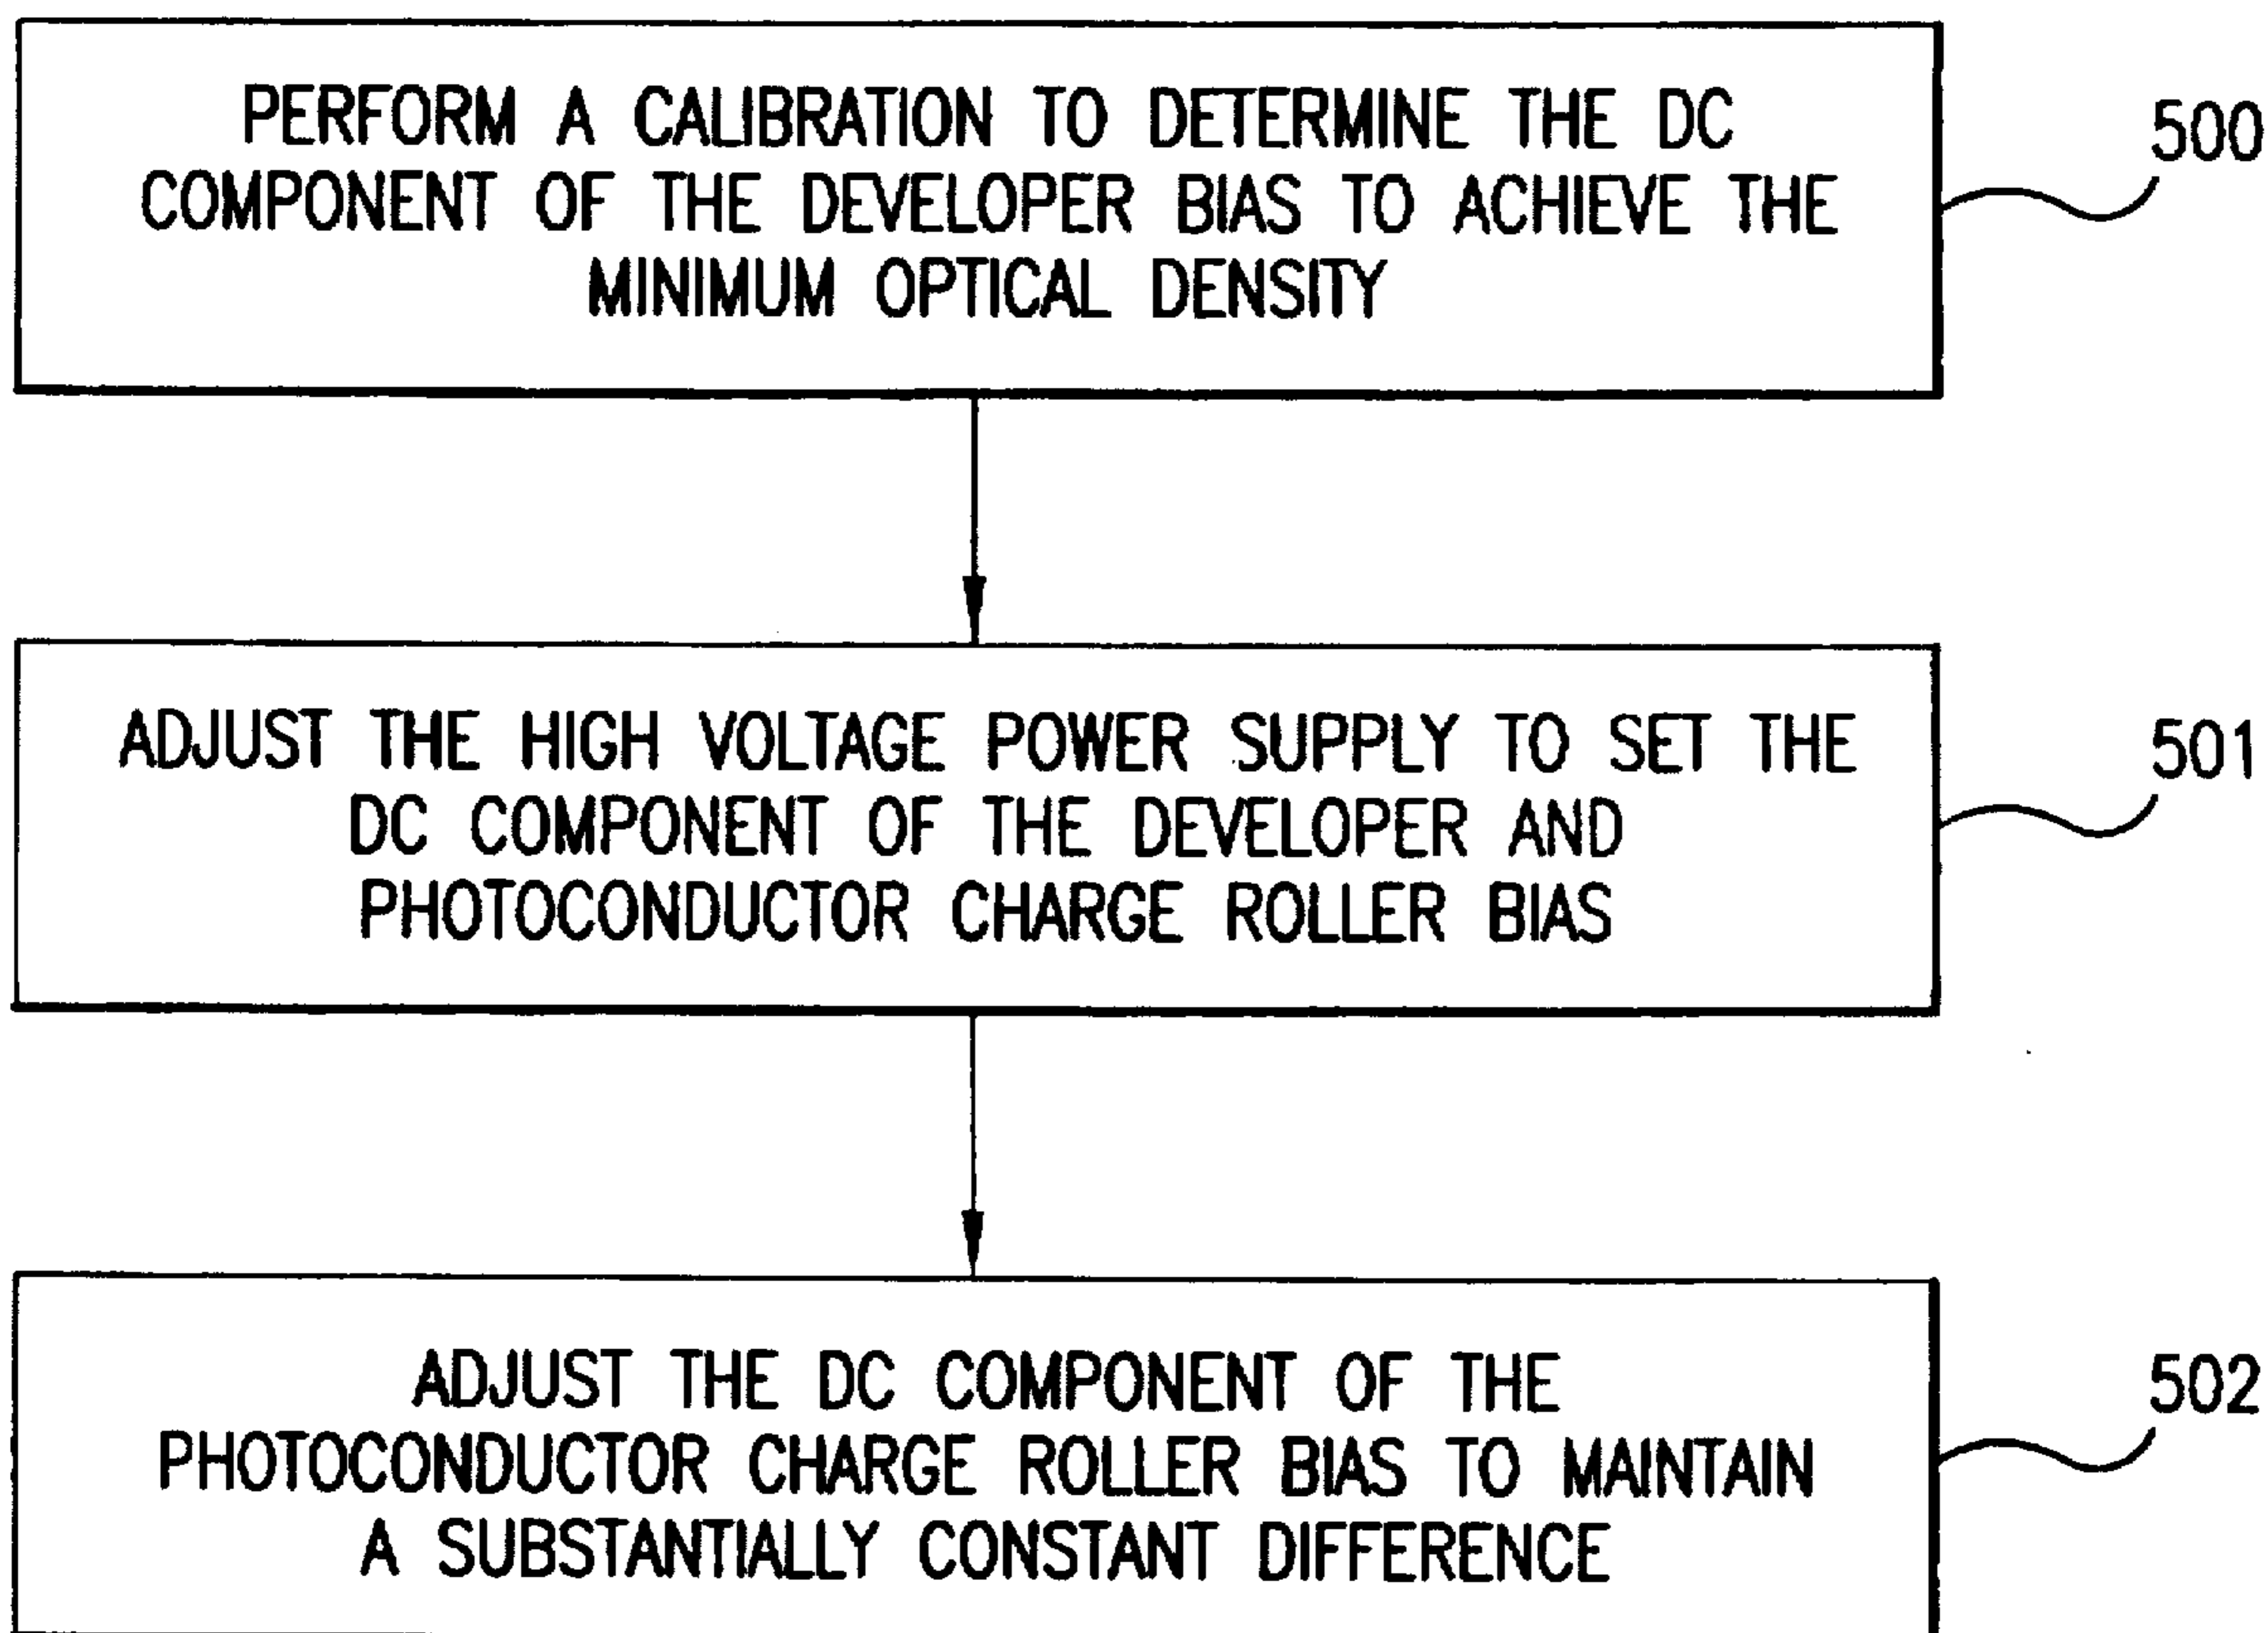 PERFORM A CALIBRATION TO DETERMINE THE DC
COMPONENT OF THE DEVELOPER BIAS TO ACHIEVE THE
MINIMUM OPTICAL DENSITY
500
ADJUST THE HIGH VOLTAGE POWER SUPPLY TO SET THE
DC COMPONENT OF THE DEVELOPER AND
PHOTOCONDUCTOR CHARGE ROLLER BIAS
501
ADJUST THE DC COMPONENT OF THE
PHOTOCONDUCTOR CHARGE ROLLER BIAS TO MAINTAIN
A SUBSTANTIALLY CONSTANT DIFFERENCE
502